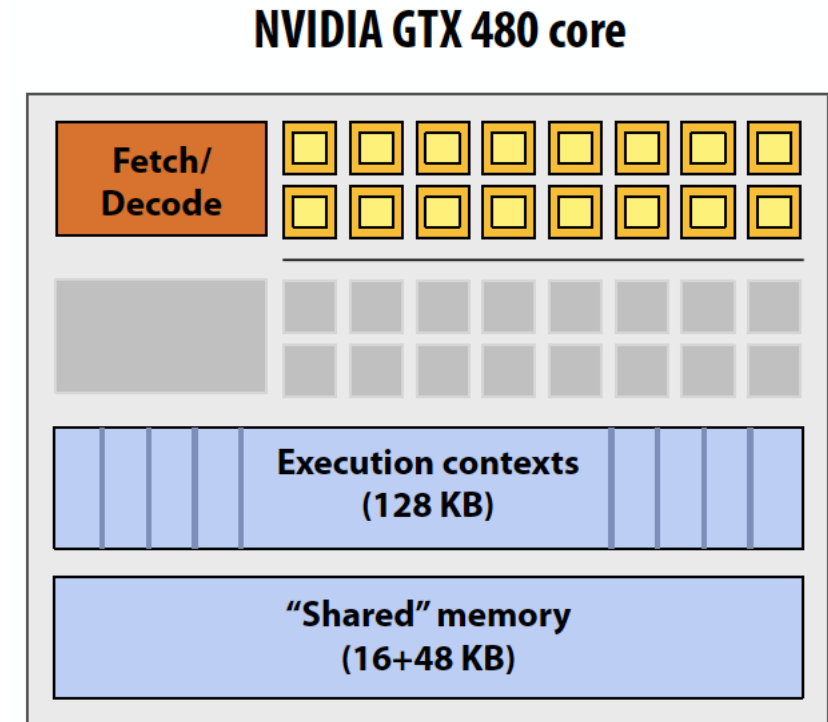 NVIDIA GTX 480 core
Fetch/
Decode
Execution contexts
(128 KB)
“Shared” memory
(16+48 KB)